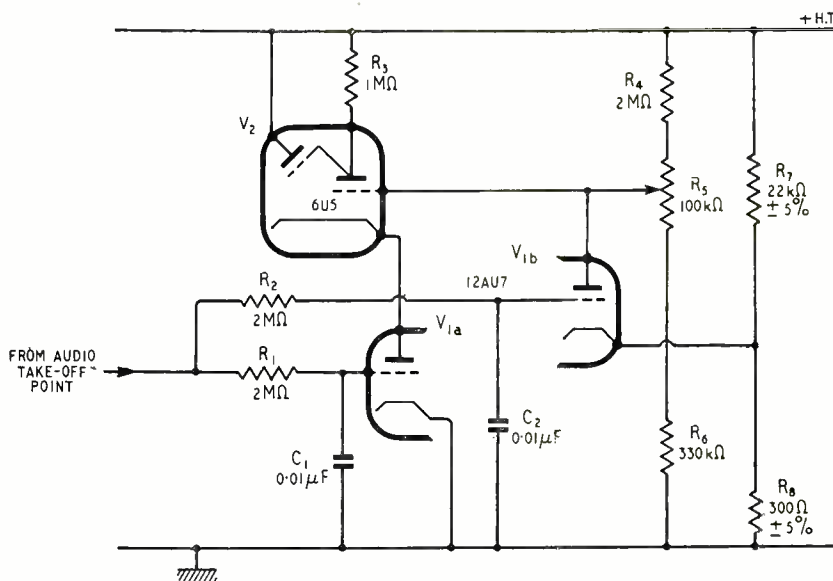 + H.T.
R3
1MΩ
V2
6U5
R4
2MΩ
R5
100kΩ
R7
22kΩ
± 5%
V1b
12AU7
R2
2MΩ
V1a
FROM AUDIO
TAKE-OFF
POINT
R1
2MΩ
C1
0·01μF
C2
0·01μF
R6
330kΩ
R8
300Ω
± 5%